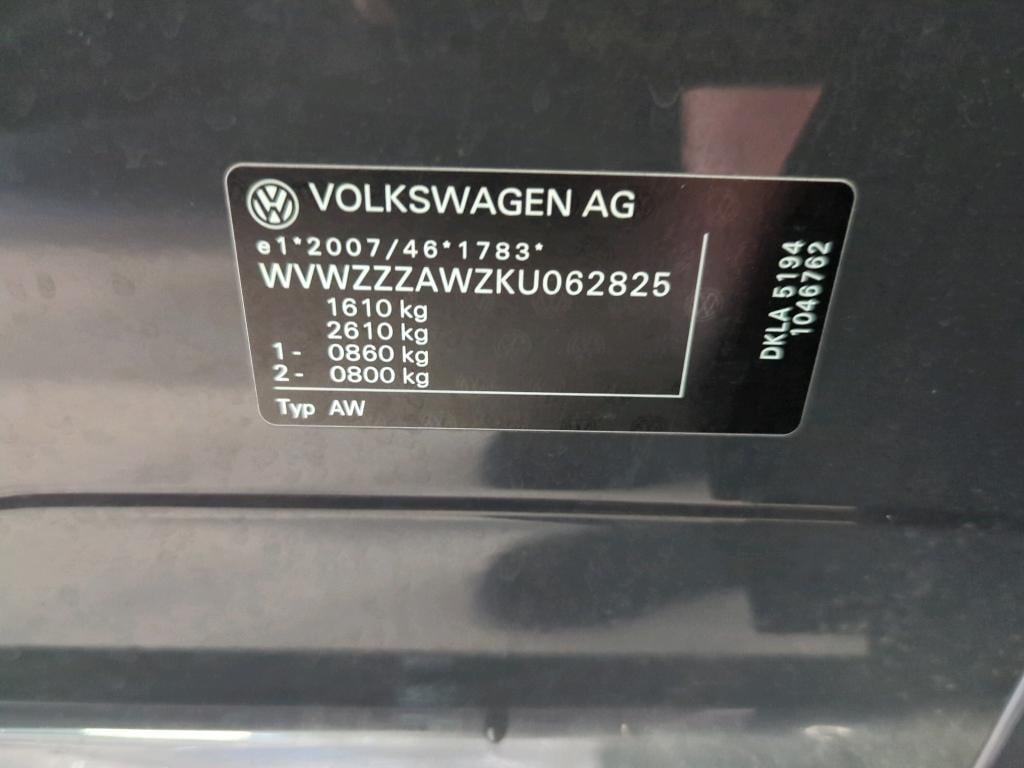 VOLKSWAGEN AG
e1*2007/46*1783*
WVWZZZAWZKU062825
1610 kg
2610 kg
1- 0860 kg
2- 0800 kg
Typ AW
DKLA 5194
1046762